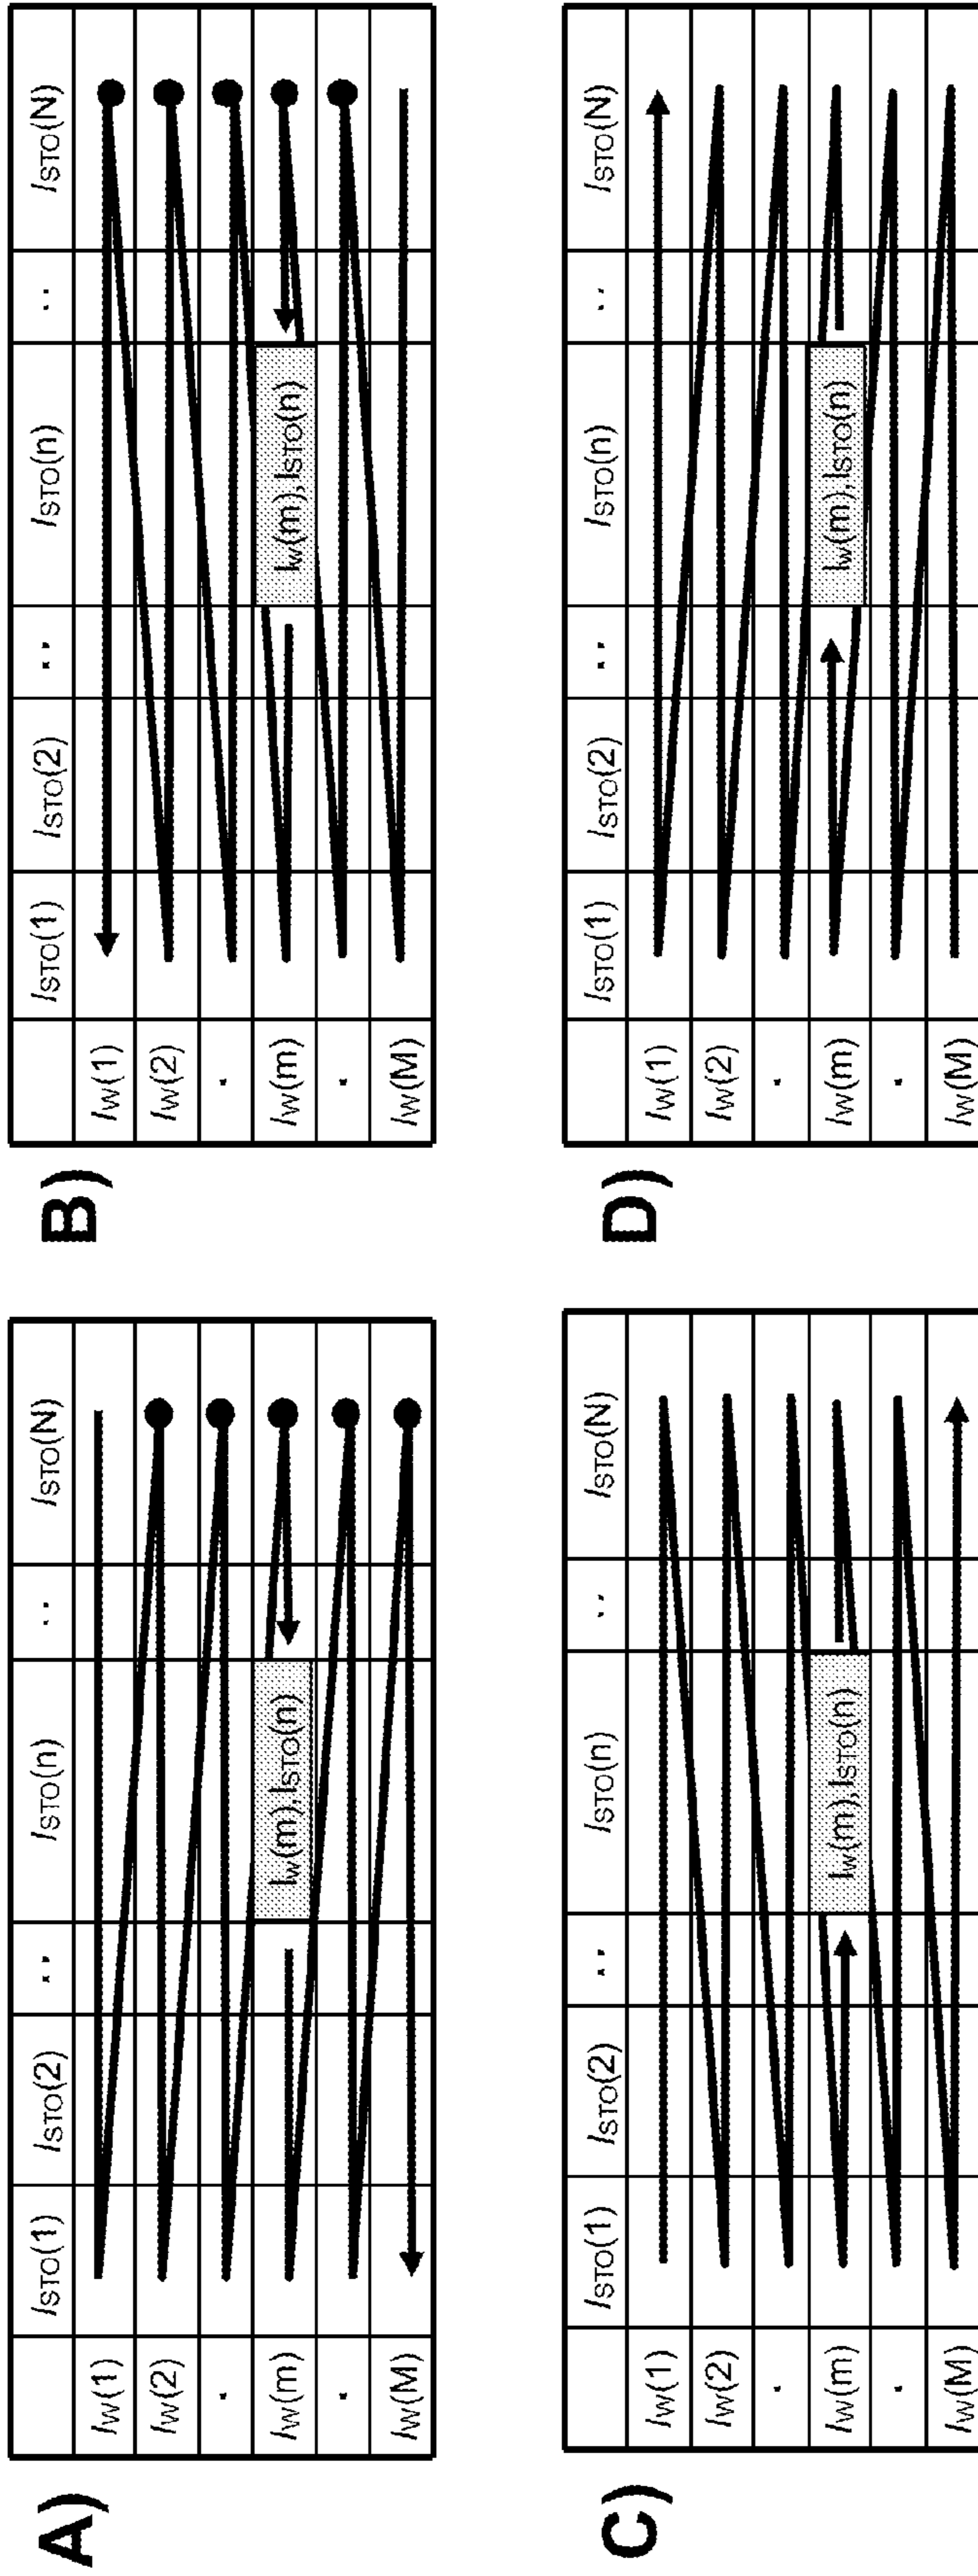 A)
I_STO(1) I_STO(2) .. I_STO(n) .. I_STO(N)
I_W(1)
I_W(2)
.
I_W(m) I_W(m),I_STO(n)
.
I_W(M)
B)
I_STO(1) I_STO(2) .. I_STO(n) .. I_STO(N)
I_W(1)
I_W(2)
.
I_W(m) I_W(m),I_STO(n)
.
I_W(M)
C)
I_STO(1) I_STO(2) .. I_STO(n) .. I_STO(N)
I_W(1)
I_W(2)
.
I_W(m) I_W(m),I_STO(n)
.
I_W(M)
D)
I_STO(1) I_STO(2) .. I_STO(n) .. I_STO(N)
I_W(1)
I_W(2)
.
I_W(m) I_W(m),I_STO(n)
.
I_W(M)